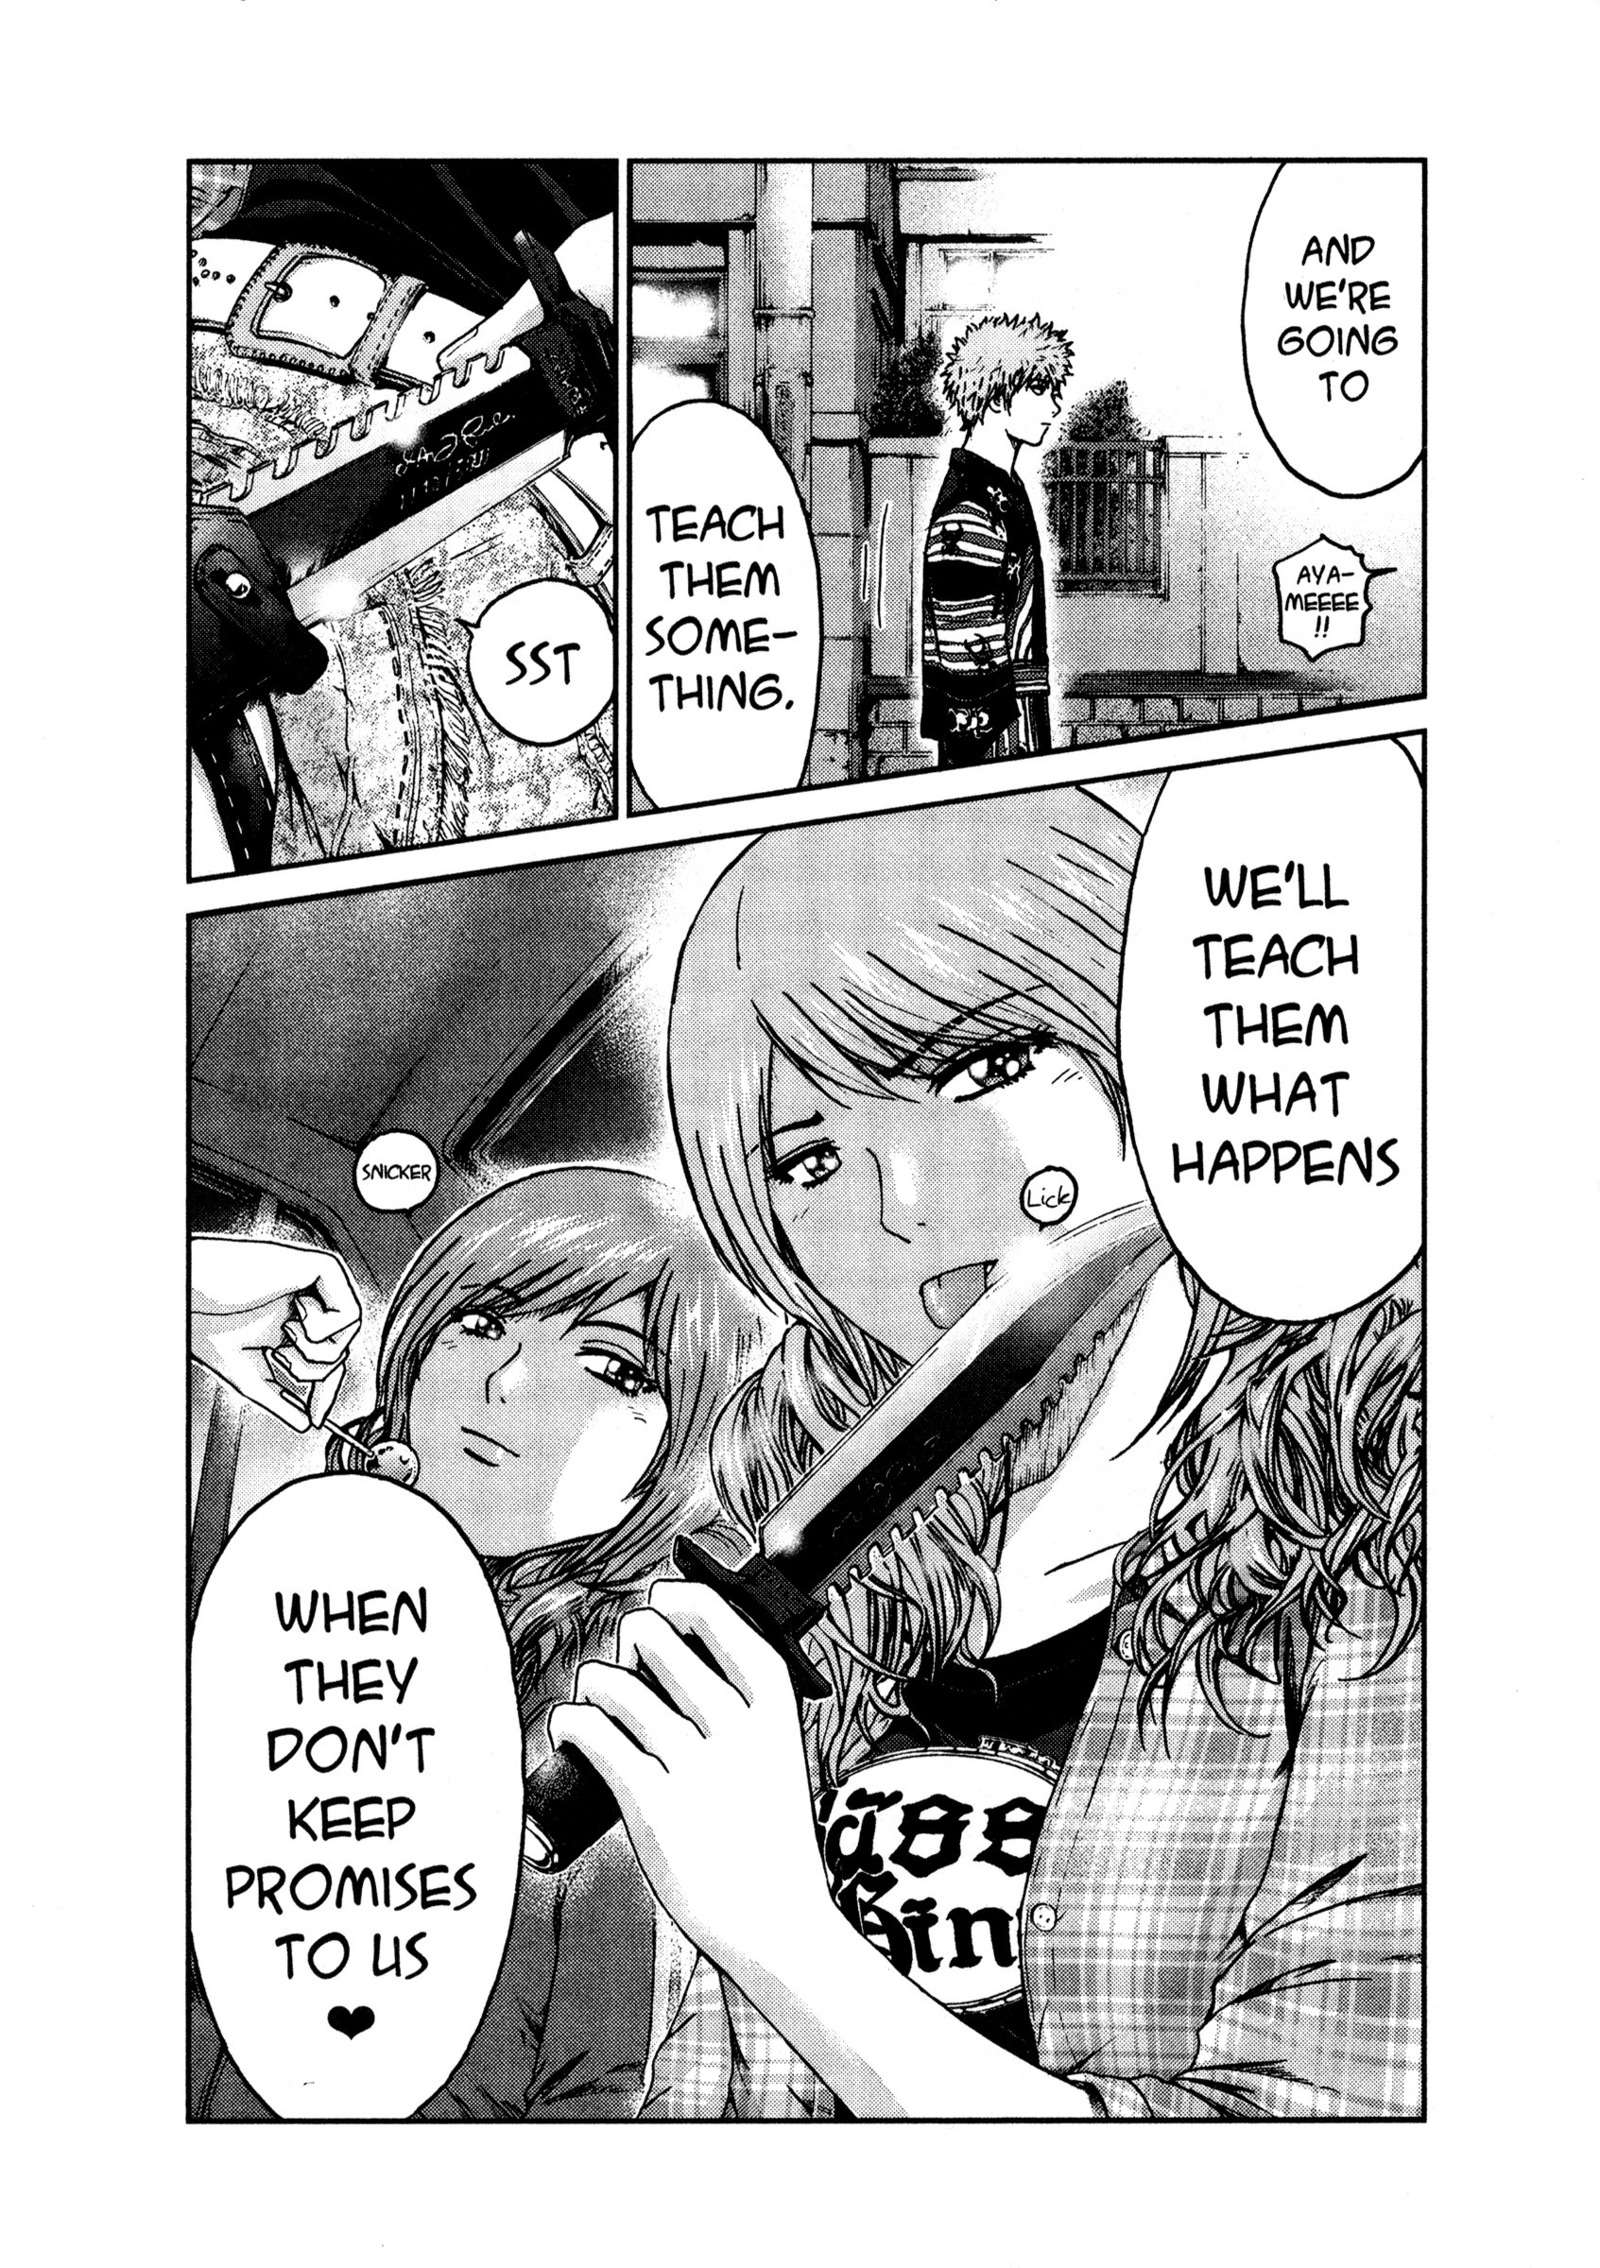 AND
WE'RE
GOING
TO
AYA-
MEEEE
!!
TEACH
THEM
SOME-
THING.
SST
WE'LL
TEACH
THEM
WHAT
HAPPENS
Lick
SNICKER
WHEN
THEY
DON'T
KEEP
PROMISES
TO US
♥